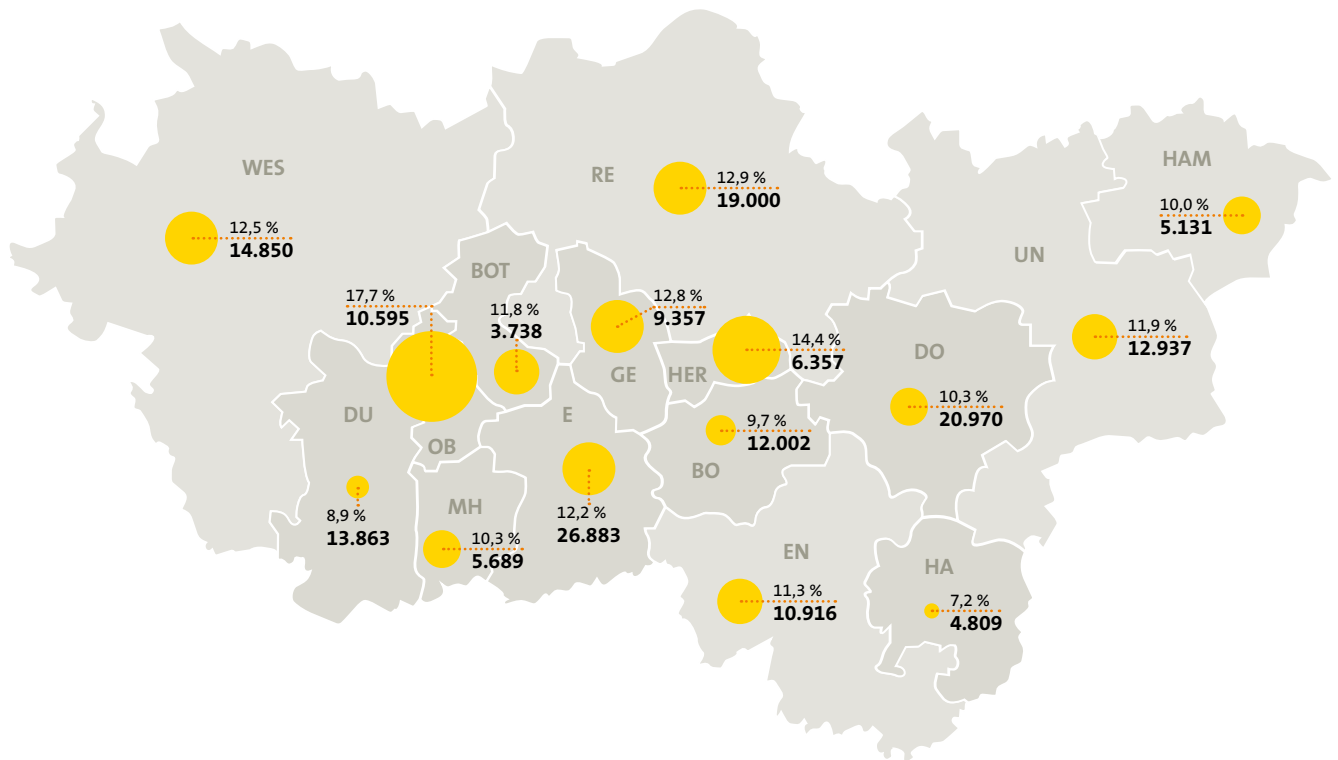 WES
12,5 %
14.850
RE
12,9 %
19.000
HAM
10,0 %
5.131
UN
11,9 %
12.937
BOT
11,8 %
3.738
17,7 %
10.595
OB
12,8 %
9.357
GE
HER
14,4 %
6.357
DO
10,3 %
20.970
DU
8,9 %
13.863
E
12,2 %
26.883
BO
9,7 %
12.002
MH
10,3 %
5.689
EN
11,3 %
10.916
HA
7,2 %
4.809